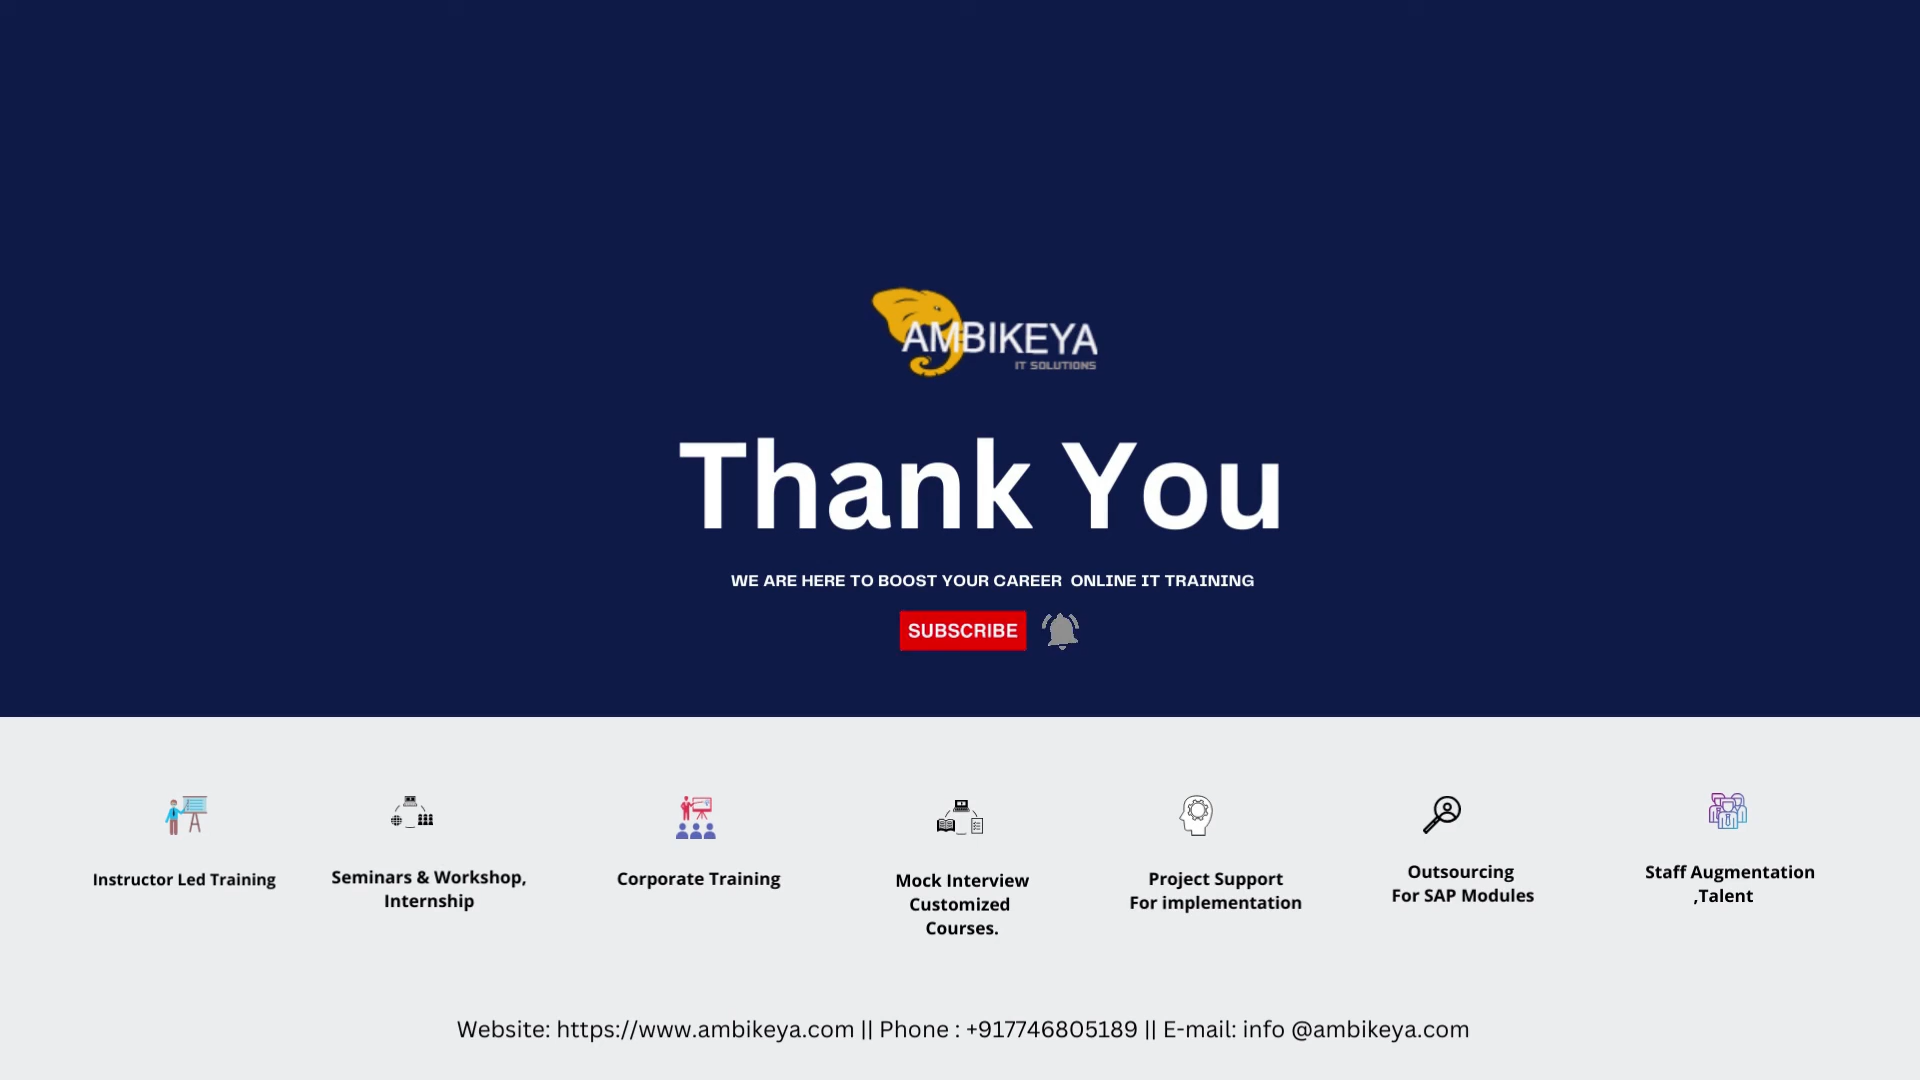 AMBIKEYA
IT SOLUTIONS
Thank You
WE ARE HERE TO BOOST YOUR CAREER ONLINE IT TRAINING
SUBSCRIBE
Instructor Led Training
Seminars & Workshop,
Internship
Corporate Training
Mock Interview
Customized
Courses.
Project Support
For implementation
Outsourcing
For SAP Modules
Staff Augmentation
,Talent
Website: https://www.ambikeya.com || Phone : +917746805189 || E-mail: info @ambikeya.com